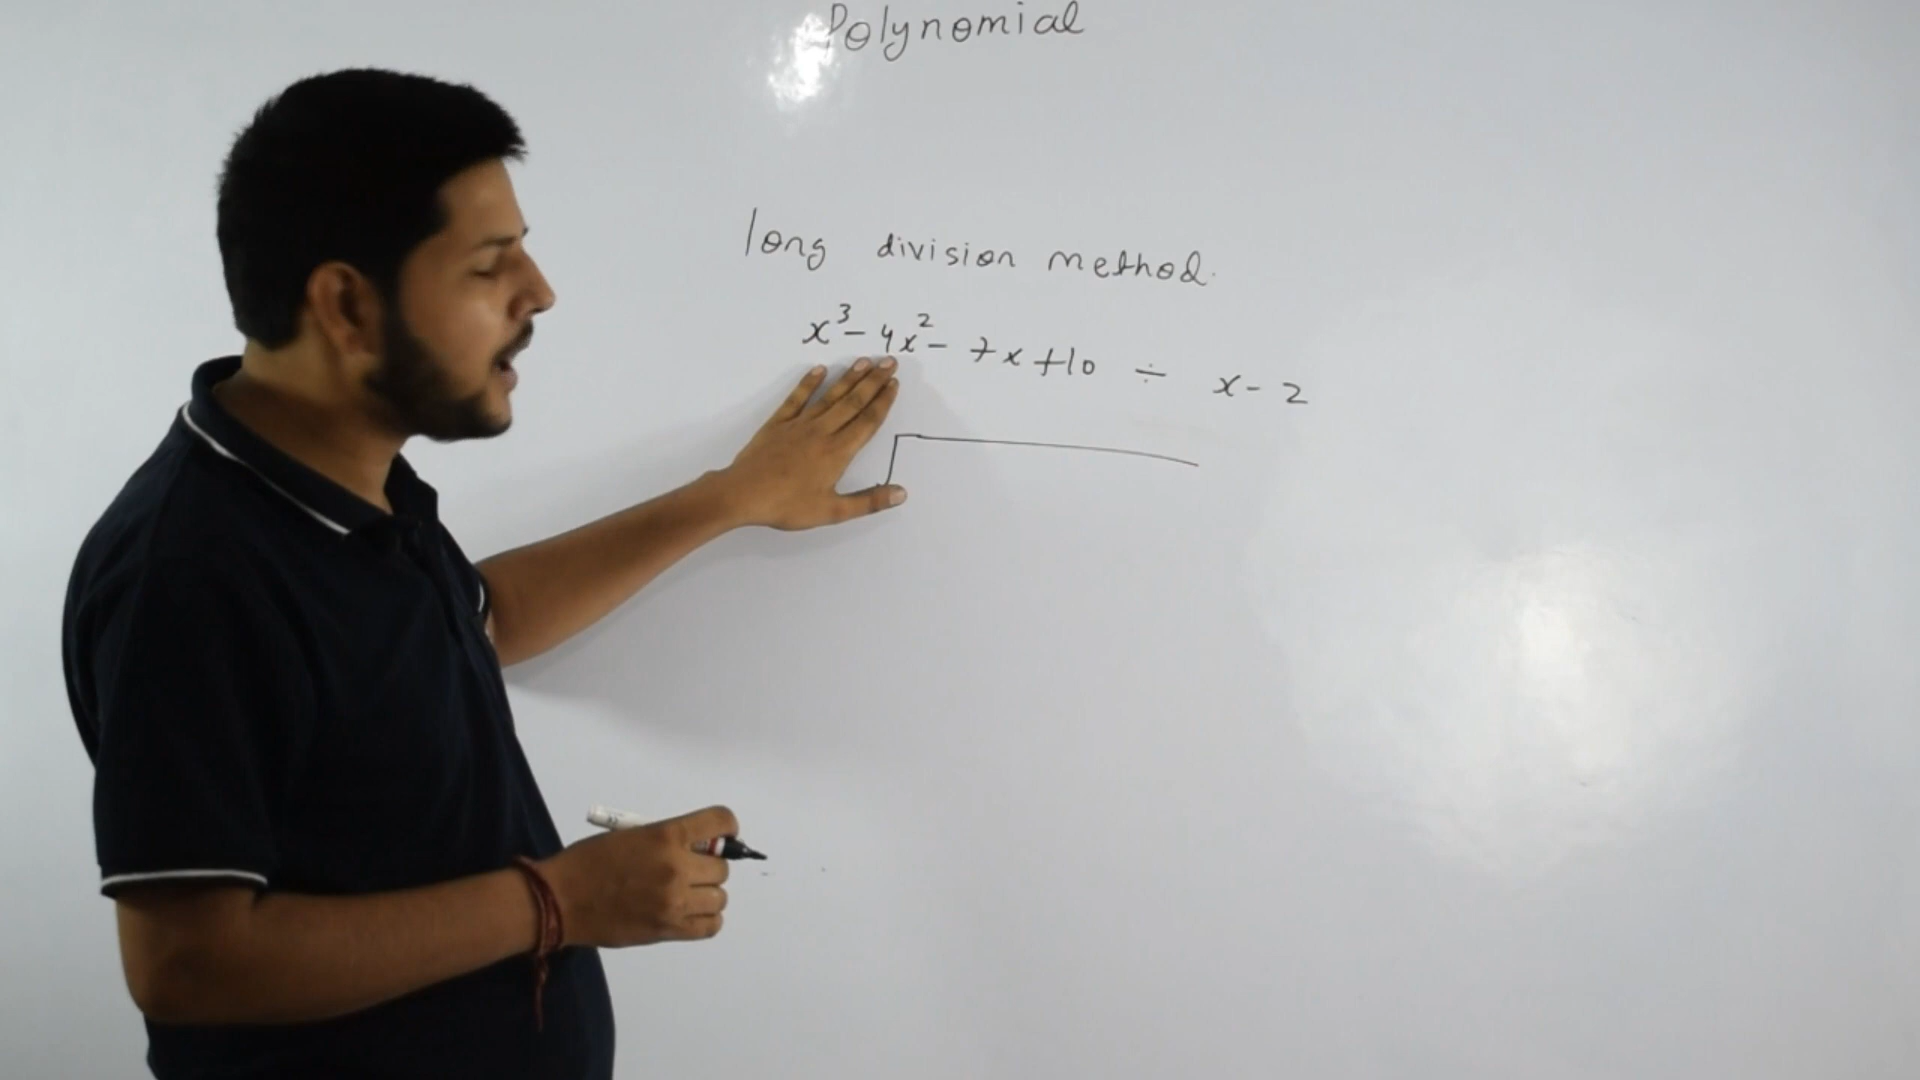 Polynomial
long division method.
x³- 4x²- 7x+10 ÷ x-2